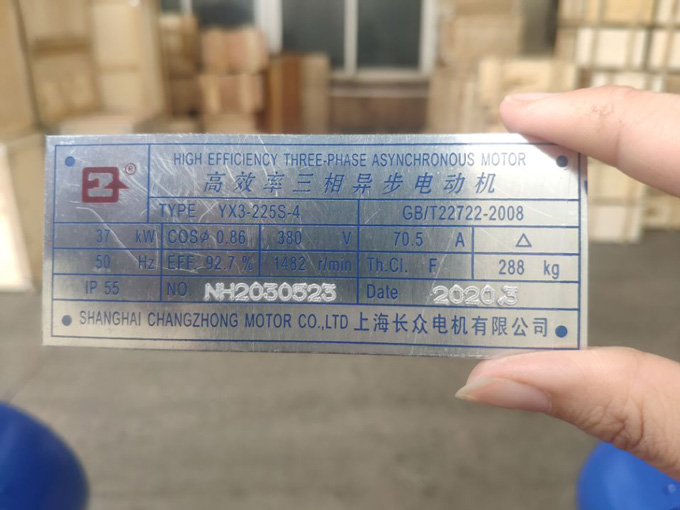 ®
HIGH EFFICIENCY THREE-PHASE ASYNCHRONOUS MOTOR
高效率三相异步电动机
TYPE YX3-225S-4 GB/T22722-2008
37 kW COSφ 0.86 380 V 70.5 A △
50 Hz EFF. 92.7 % 1482 r/min Th.Cl. F 288 kg
IP 55 NO. NH2030523 Date 2020.3
SHANGHAI CHANGZHONG MOTOR CO.,LTD 上海长众电机有限公司